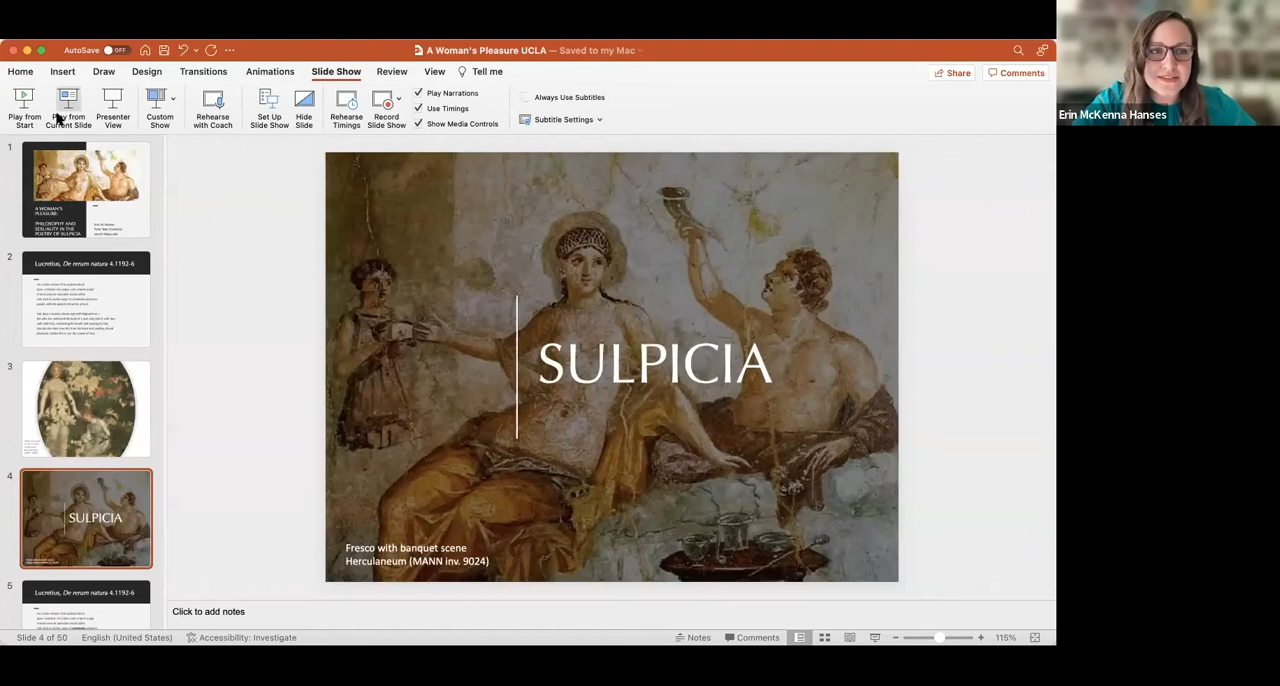 AutoSave OFF
A Woman's Pleasure UCLA — Saved to my Mac
Home Insert Draw Design Transitions Animations Slide Show Review View Tell me
Share Comments
Play from Start
Play from Current Slide
Presenter View
Custom Show
Rehearse with Coach
Set Up Slide Show
Hide Slide
Rehearse Timings
Record Slide Show
Play Narrations
Use Timings
Show Media Controls
Always Use Subtitles
Subtitle Settings
Erin McKenna Hanses
1
A WOMAN'S
PLEASURE:
PHILOSOPHY AND
SEXUALITY IN THE
POETRY OF SULPICIA
2
Lucretius, De rerum natura 4.1192-6
3
4
SULPICIA
5
Lucretius, De rerum natura 4.1192-6
SULPICIA
Fresco with banquet scene
Herculaneum (MANN inv. 9024)
Click to add notes
Slide 4 of 50 English (United States) Accessibility: Investigate
Notes Comments 115%